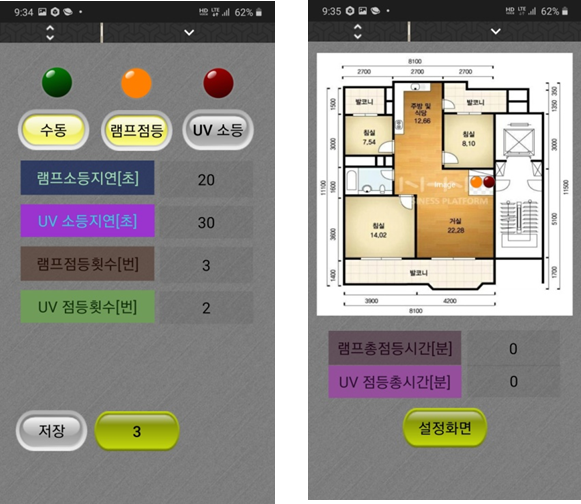 9:34
HD LTE 62%
수동
램프점등
UV 소등
램프소등지연[초]
20
UV 소등지연[초]
30
램프점등횟수[번]
3
UV 점등횟수[번]
2
저장
3
9:35
HD LTE 62%
8100
2700
2700
2700
발코니
발코니
주방 및
식당
12,66
침실
7,54
침실
8,10
image
BUSINESS PLATFORM
침실
14,02
거실
22,28
발코니
1500
3000
1600
3600
1400
11100
350
1350
3000
11500
5100
1700
3900
4200
8100
램프총점등시간[분]
0
UV 점등총시간[분]
0
설정화면